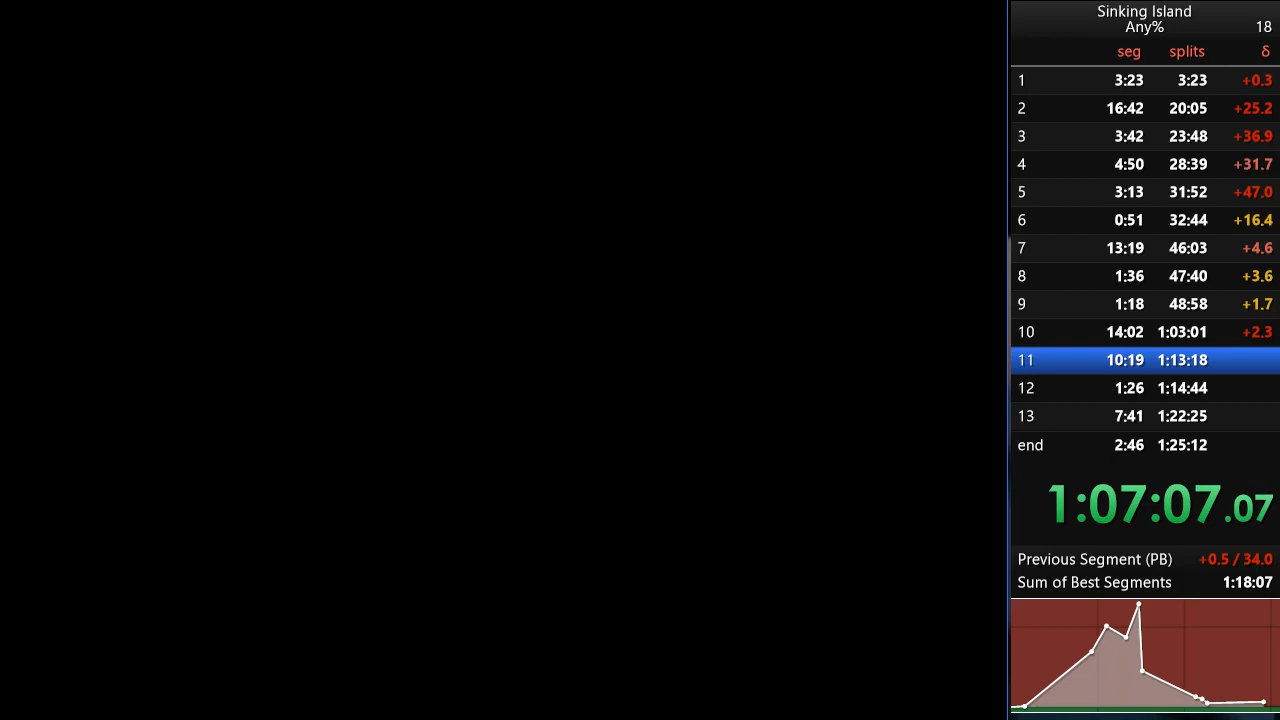 Sinking Island
Any% 18
seg splits δ
1 3:23 3:23 +0.3
2 16:42 20:05 +25.2
3 3:42 23:48 +36.9
4 4:50 28:39 +31.7
5 3:13 31:52 +47.0
6 0:51 32:44 +16.4
7 13:19 46:03 +4.6
8 1:36 47:40 +3.6
9 1:18 48:58 +1.7
10 14:02 1:03:01 +2.3
11 10:19 1:13:18
12 1:26 1:14:44
13 7:41 1:22:25
end 2:46 1:25:12
1:07:07.07
Previous Segment (PB) +0.5 / 34.0
Sum of Best Segments 1:18:07